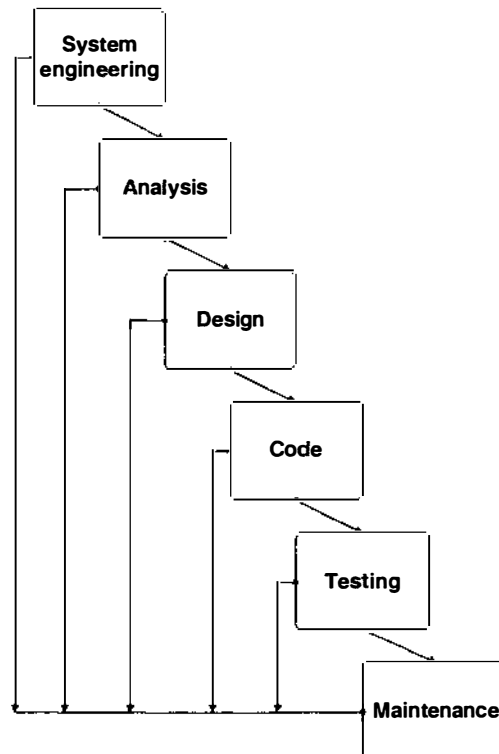 System
engineering
Analysis
Design
Code
Testing
Maintenance